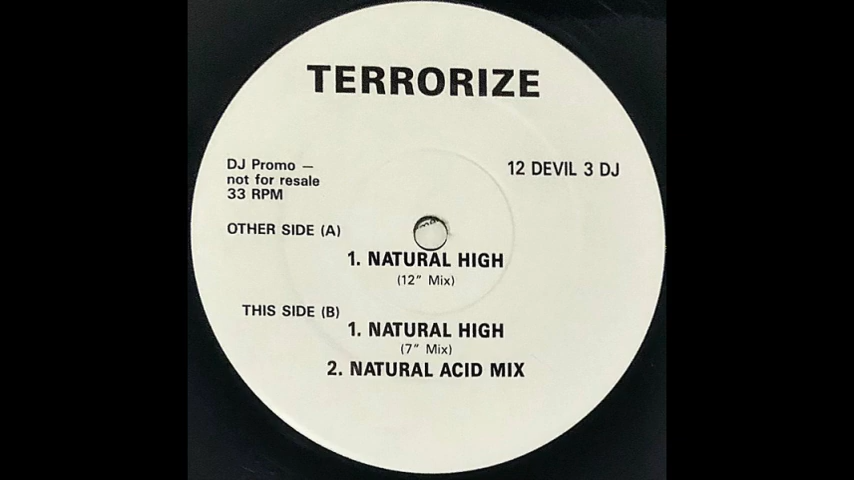 TERRORIZE
DJ Promo —
not for resale
33 RPM
12 DEVIL 3 DJ
OTHER SIDE (A)
1. NATURAL HIGH
(12" Mix)
THIS SIDE (B)
1. NATURAL HIGH
(7" Mix)
2. NATURAL ACID MIX